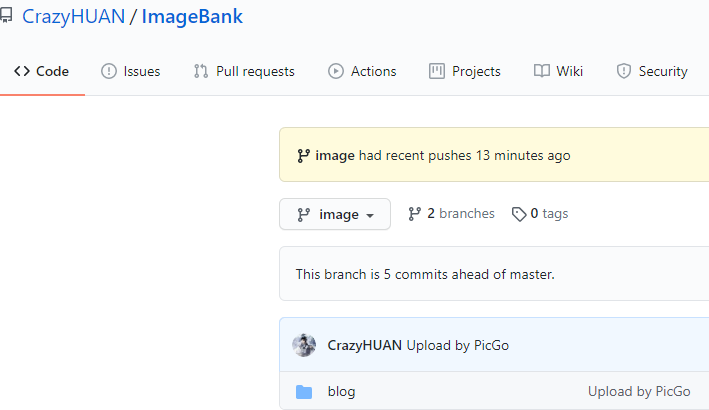 CrazyHUAN / ImageBank
Code Issues Pull requests Actions Projects Wiki Security
image had recent pushes 13 minutes ago
image 2 branches 0 tags
This branch is 5 commits ahead of master.
CrazyHUAN Upload by PicGo
blog Upload by PicGo